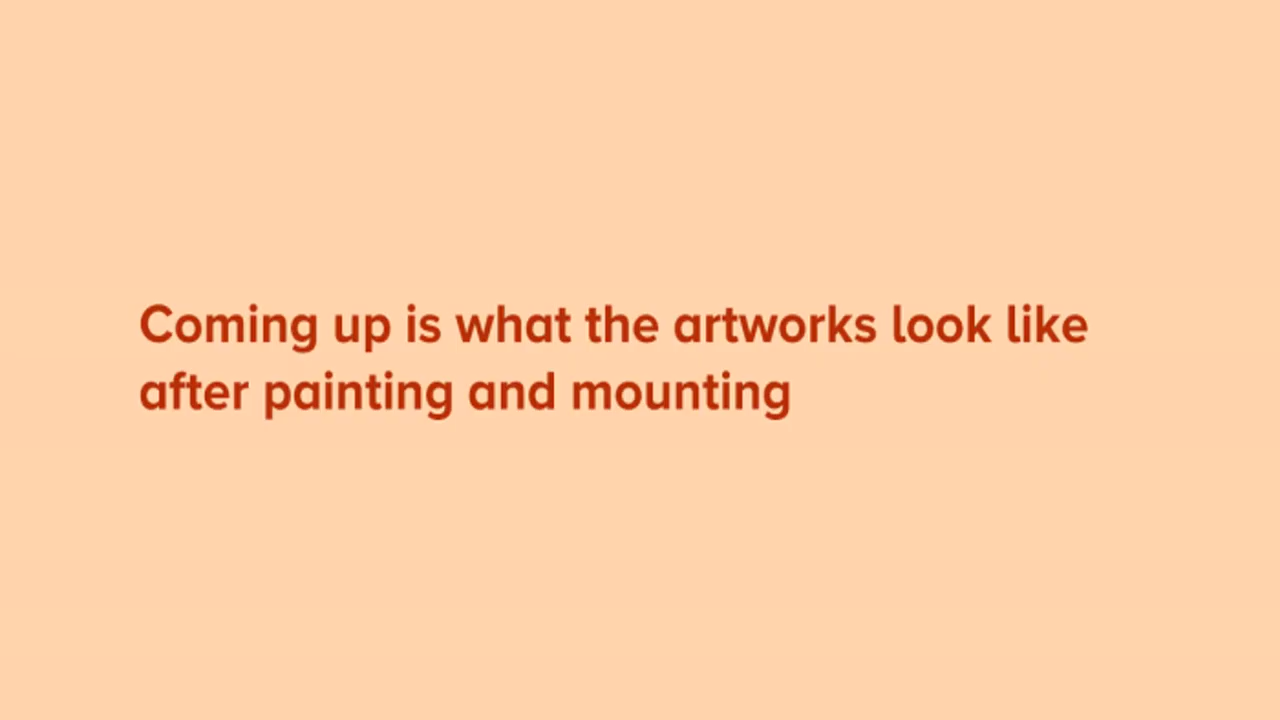 Coming up is what the artworks look like
after painting and mounting